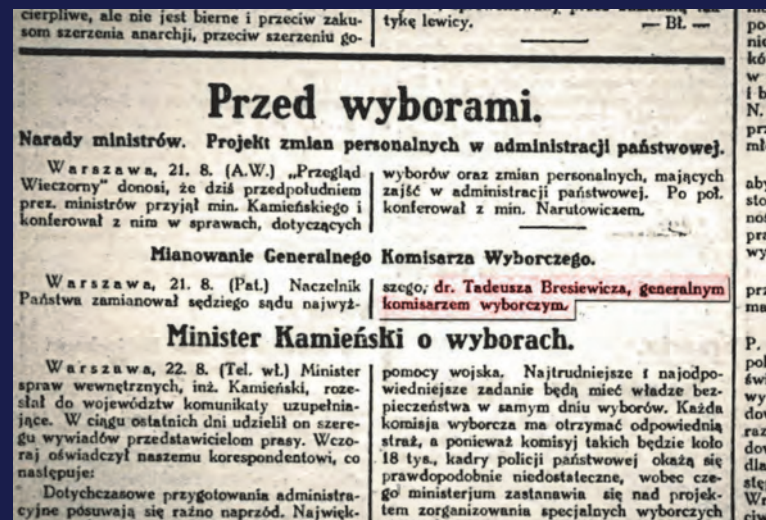 cierpliwe, ale nie jest bierne i przeciw zaku-
som szerzenia anarchji, przeciw szerzeniu go-
tykę lewicy. — Bł. —
Przed wyborami.
Narady ministrów. Projekt zmian personalnych w administracji państwowej.
Warszawa, 21. 8. (A.W.) „Przegląd
Wieczorny” donosi, że dziś przedpołudniem
prez. ministrów przyjął min. Kamieńskiego i
konferował z nim w sprawach, dotyczących
wyborów oraz zmian personalnych, mających
zajść w administracji państwowej. Po poł.
konferował z min. Narutowiczem.
Mianowanie Generalnego Komisarza Wyborczego.
Warszawa, 21. 8. (Pat.) Naczelnik
Państwa zamianował sędziego sądu najwyż-
szego, dr. Tadeusza Bresiewicza, generalnym
komisarzem wyborczym.
Minister Kamieński o wyborach.
Warszawa, 22. 8. (Tel. wł.) Minister
spraw wewnętrznych, inż. Kamieński, roze-
słał do województw komunikaty uzupełnia-
jące. W ciągu ostatnich dni udzielił on szere-
gu wywiadów przedstawicielom prasy. Wczo-
raj oświadczył naszemu korespondentowi, co
następuje:
Dotychczasowe przygotowania administra-
cyjne posuwają się raźno naprzód. Najwięk-
pomocy wojska. Najtrudniejsze i najodpo-
wiedniejsze zadanie będą mieć władze bez-
pieczeństwa w samym dniu wyborów. Każda
komisja wyborcza ma otrzymać odpowiednią
straż, a ponieważ komisyj takich będzie koło
18 tys., kadry policji państwowej okażą się
prawdopodobnie niedostateczne, wobec cze-
go ministerjum zastanawia się nad projek-
tem zorganizowania specjalnych wyborczych